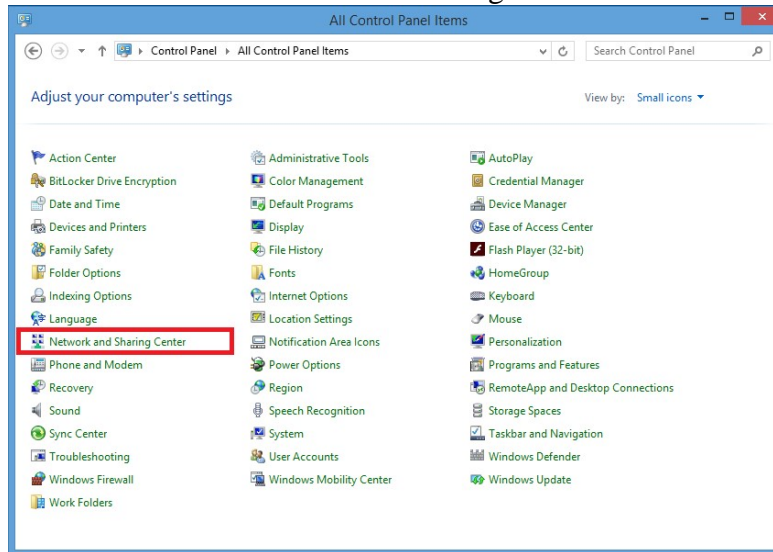 All Control Panel Items
Control Panel ▸ All Control Panel Items
Search Control Panel
Adjust your computer's settings
View by: Small icons
Action Center
Administrative Tools
AutoPlay
BitLocker Drive Encryption
Color Management
Credential Manager
Date and Time
Default Programs
Device Manager
Devices and Printers
Display
Ease of Access Center
Family Safety
File History
Flash Player (32-bit)
Folder Options
Fonts
HomeGroup
Indexing Options
Internet Options
Keyboard
Language
Location Settings
Mouse
Network and Sharing Center
Notification Area Icons
Personalization
Phone and Modem
Power Options
Programs and Features
Recovery
Region
RemoteApp and Desktop Connections
Sound
Speech Recognition
Storage Spaces
Sync Center
System
Taskbar and Navigation
Troubleshooting
User Accounts
Windows Defender
Windows Firewall
Windows Mobility Center
Windows Update
Work Folders